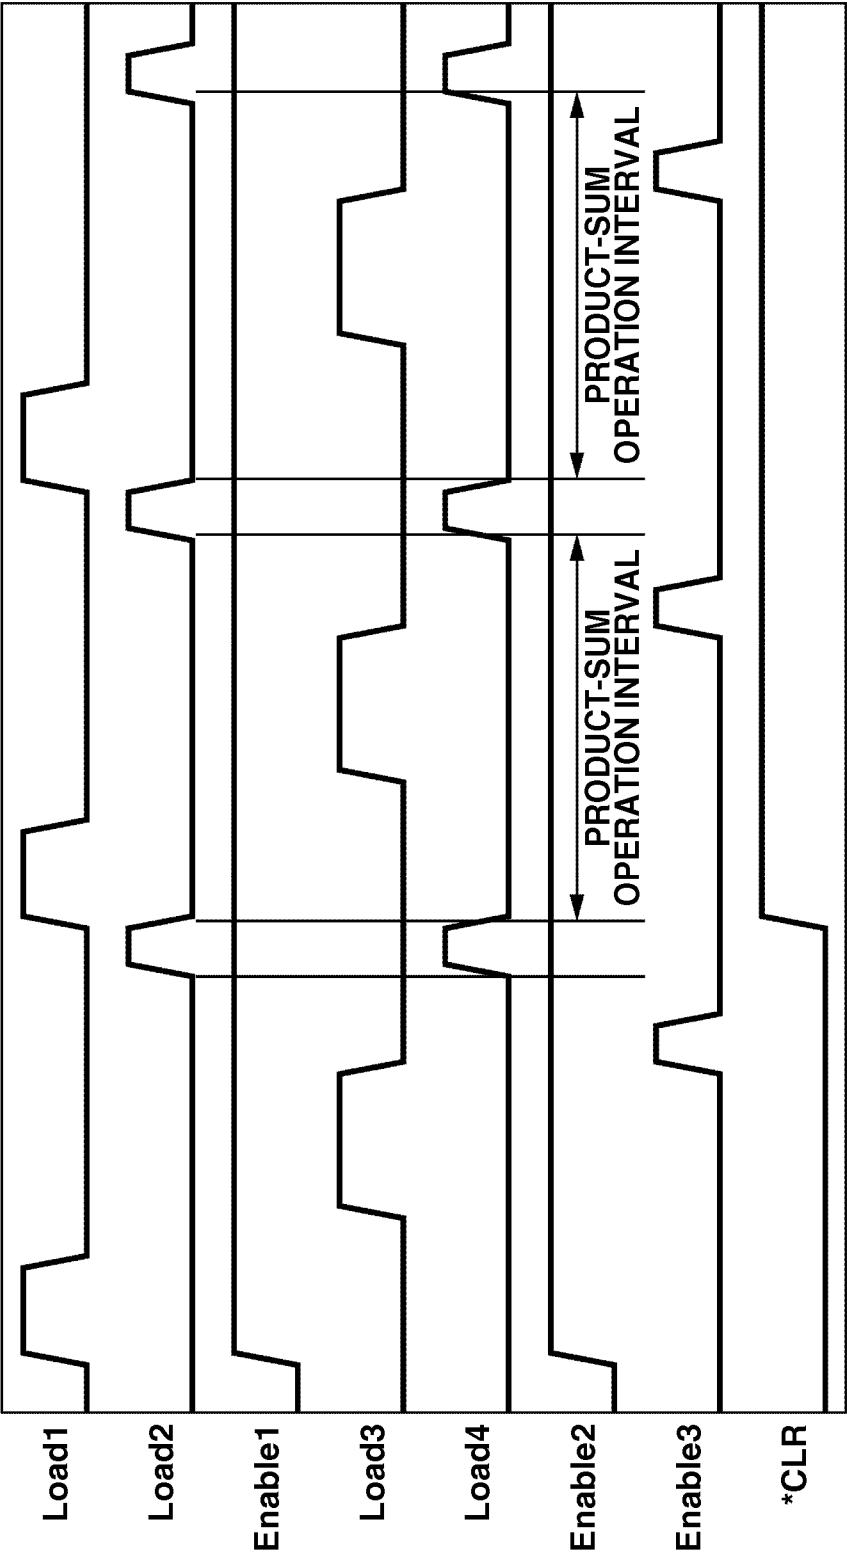 Load1
Load2
Enable1
Load3
Load4
Enable2
PRODUCT-SUM
OPERATION INTERVAL
PRODUCT-SUM
OPERATION INTERVAL
Enable3
*CLR